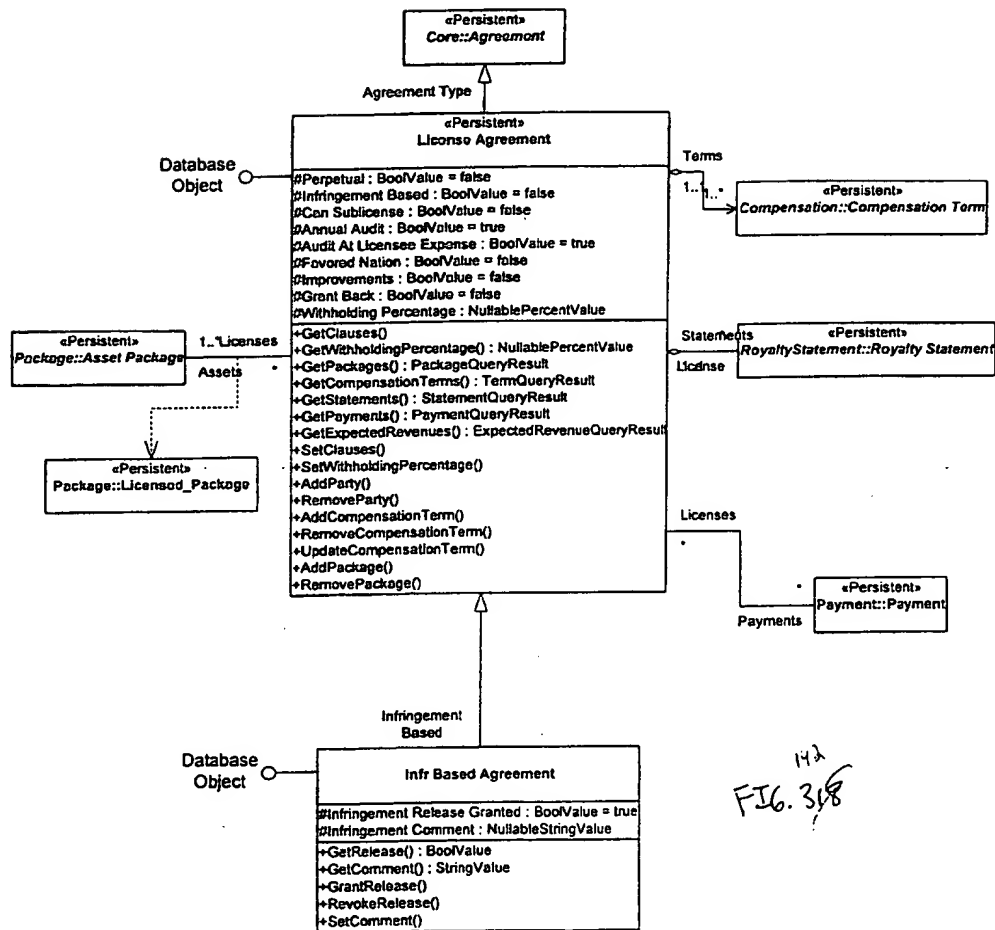 «Persistent»
Core::Agreement
Agreement Type
«Persistent»
License Agreement
Database
Object
#Perpetual : BoolValue = false
#Infringement Based : BoolValue = false
#Can Sublicense : BoolValue = false
#Annual Audit : BoolValue = true
#Audit At Licensee Expense : BoolValue = true
#Favored Nation : BoolValue = false
#Improvements : BoolValue = false
#Grant Back : BoolValue = false
#Withholding Percentage : NullablePercentValue
+GetClauses()
+GetWithholdingPercentage() : NullablePercentValue
+GetPackages() : PackageQueryResult
+GetCompensationTerms() : TermQueryResult
+GetStatements() : StatementQueryResult
+GetPayments() : PaymentQueryResult
+GetExpectedRevenues() : ExpectedRevenueQueryResult
+SetClauses()
+SetWithholdingPercentage()
+AddParty()
+RemoveParty()
+AddCompensationTerm()
+RemoveCompensationTerm()
+UpdateCompensationTerm()
+AddPackage()
+RemovePackage()
Terms
1..* 1..*
«Persistent»
Compensation::Compensation Term
Statements
License
«Persistent»
RoyaltyStatement::Royalty Statement
«Persistent»
Package::Asset Package
1..*Licenses
Assets
*
«Persistent»
Package::Licensed_Package
Licenses
*
*
Payments
«Persistent»
Payment::Payment
Infringement
Based
Database
Object
Infr Based Agreement
#Infringement Release Granted : BoolValue = true
#Infringement Comment : NullableStringValue
+GetRelease() : BoolValue
+GetComment() : StringValue
+GrantRelease()
+RevokeRelease()
+SetComment()
142
FIG.